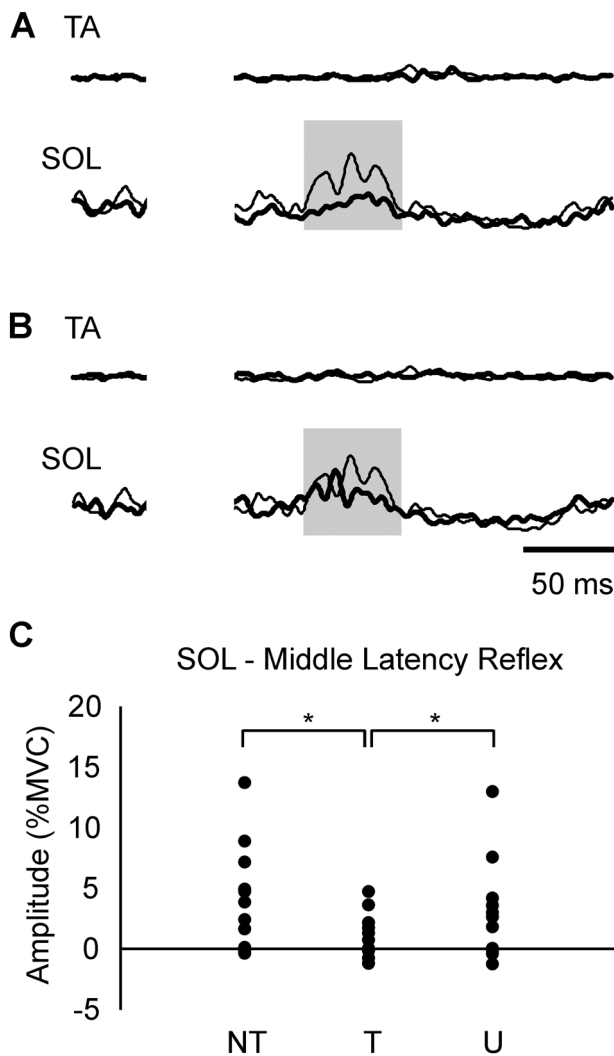 A TA
SOL
B TA
SOL
50 ms
C
SOL - Middle Latency Reflex
* *
20
15
10
5
0
-5
Amplitude (%MVC)
NT T U